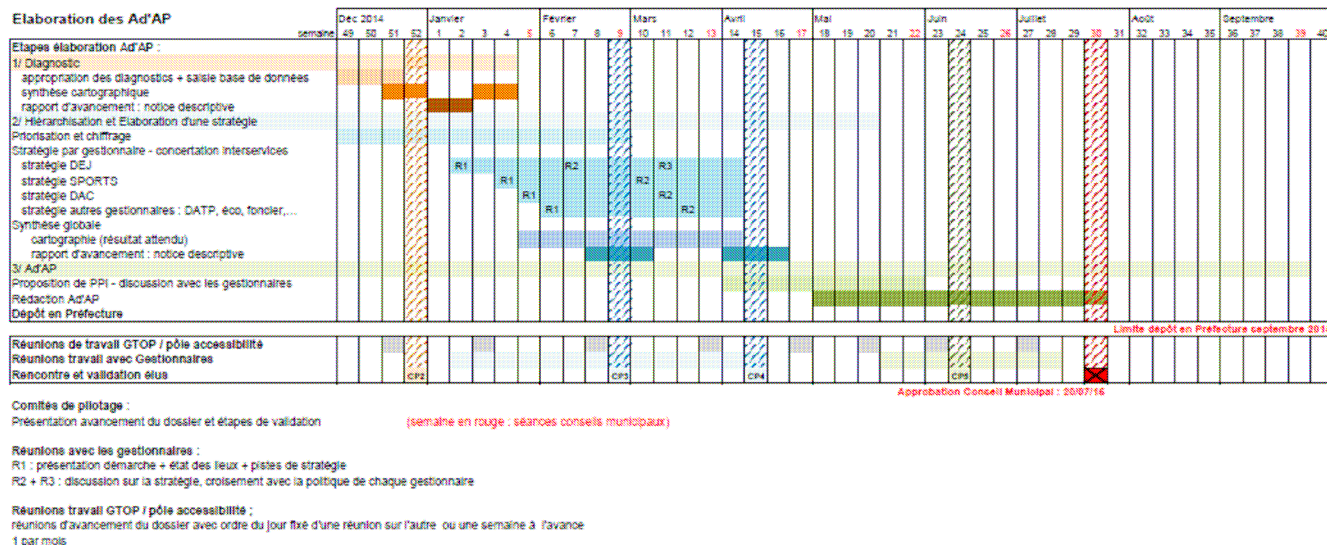 Elaboration des Ad'AP
Déc 2014 Janvier Février Mars Avril Mai Juin Juillet Août Septembre
semaine 49 50 51 52 1 2 3 4 5 6 7 8 9 10 11 12 13 14 15 16 17 18 19 20 21 22 23 24 25 26 27 28 29 30 31 32 33 34 35 36 37 38 39 40
Etapes élaboration Ad'AP :
1/ Diagnostic
appropriation des diagnostics + saisie base de données
synthèse cartographique
rapport d'avancement : notice descriptive
2/ Hiérarchisation et Elaboration d'une stratégie
Priorisation et chiffrage
Stratégie par gestionnaire - concertation interservices
stratégie DEJ R1 R2 R3
stratégie SPORTS R1 R2
stratégie DAC R1 R2
stratégie autres gestionnaires : DATP, éco, foncier,... R1 R2
Synthèse globale
cartographie (résultat attendu)
rapport d'avancement : notice descriptive
3/ Ad'AP
Proposition de PPI - discussion avec les gestionnaires
Rédaction Ad'AP
Dépôt en Préfecture
Limite dépôt en Préfecture septembre 201
Réunions de travail GTOP / pôle accessibilité
Réunions travail avec Gestionnaires
Rencontre et validation élus CP2 CP3 CP4 CP5
Approbation Conseil Municipal : 20/07/15
Comités de pilotage :
Présentation avancement du dossier et étapes de validation (semaine en rouge : séances conseils municipaux)
Réunions avec les gestionnaires :
R1 : présentation démarche + état des lieux + pistes de stratégie
R2 + R3 : discussion sur la stratégie, croisement avec la politique de chaque gestionnaire
Réunions travail GTOP / pôle accessibilité :
réunions d'avancement du dossier avec ordre du jour fixé d'une réunion sur l'autre ou une semaine à l'avance
1 par mois